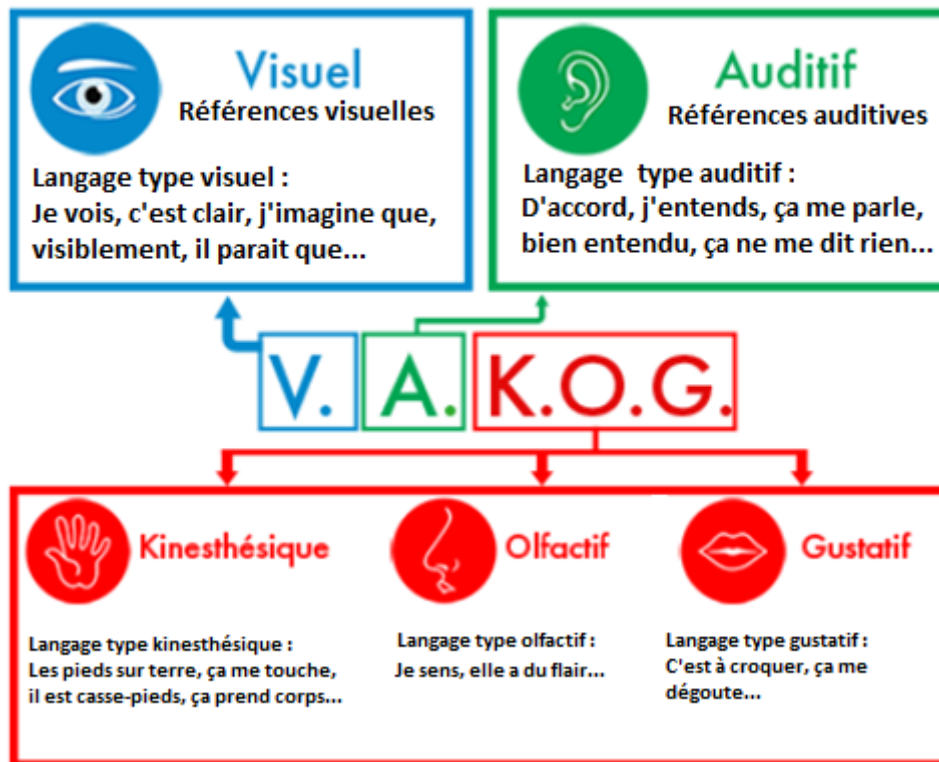 Visuel
Références visuelles
Langage type visuel :
Je vois, c'est clair, j'imagine que,
visiblement, il parait que...
Auditif
Références auditives
Langage type auditif :
D'accord, j'entends, ça me parle,
bien entendu, ça ne me dit rien...
V. A. K.O.G.
Kinesthésique
Langage type kinesthésique :
Les pieds sur terre, ça me touche,
il est casse-pieds, ça prend corps...
Olfactif
Langage type olfactif :
Je sens, elle a du flair...
Gustatif
Langage type gustatif :
C'est à croquer, ça me
dégoute...